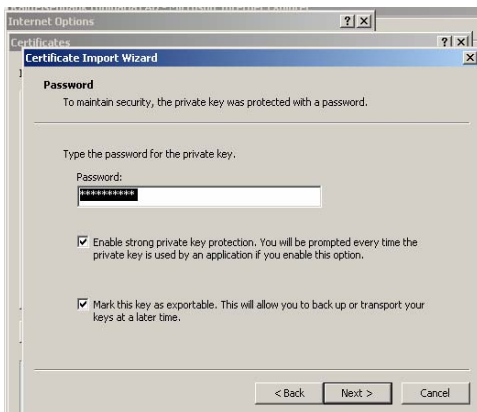 Internet Options
Certificates
Certificate Import Wizard
Password
To maintain security, the private key was protected with a password.
Type the password for the private key.
Password:
**********
Enable strong private key protection. You will be prompted every time the
private key is used by an application if you enable this option.
Mark this key as exportable. This will allow you to back up or transport your
keys at a later time.
< Back
Next >
Cancel